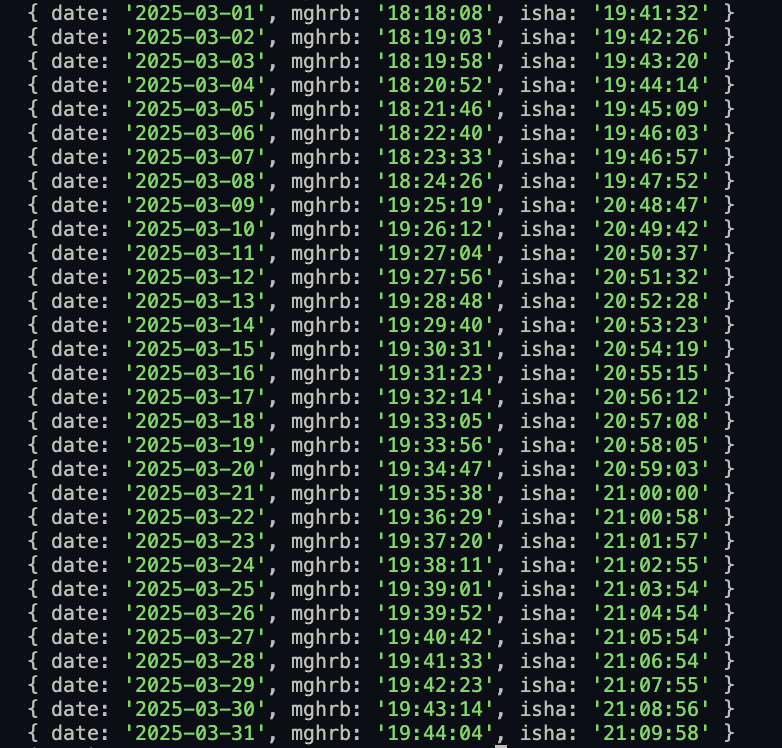 { date: '2025-03-01', mghrb: '18:18:08', isha: '19:41:32' }
{ date: '2025-03-02', mghrb: '18:19:03', isha: '19:42:26' }
{ date: '2025-03-03', mghrb: '18:19:58', isha: '19:43:20' }
{ date: '2025-03-04', mghrb: '18:20:52', isha: '19:44:14' }
{ date: '2025-03-05', mghrb: '18:21:46', isha: '19:45:09' }
{ date: '2025-03-06', mghrb: '18:22:40', isha: '19:46:03' }
{ date: '2025-03-07', mghrb: '18:23:33', isha: '19:46:57' }
{ date: '2025-03-08', mghrb: '18:24:26', isha: '19:47:52' }
{ date: '2025-03-09', mghrb: '19:25:19', isha: '20:48:47' }
{ date: '2025-03-10', mghrb: '19:26:12', isha: '20:49:42' }
{ date: '2025-03-11', mghrb: '19:27:04', isha: '20:50:37' }
{ date: '2025-03-12', mghrb: '19:27:56', isha: '20:51:32' }
{ date: '2025-03-13', mghrb: '19:28:48', isha: '20:52:28' }
{ date: '2025-03-14', mghrb: '19:29:40', isha: '20:53:23' }
{ date: '2025-03-15', mghrb: '19:30:31', isha: '20:54:19' }
{ date: '2025-03-16', mghrb: '19:31:23', isha: '20:55:15' }
{ date: '2025-03-17', mghrb: '19:32:14', isha: '20:56:12' }
{ date: '2025-03-18', mghrb: '19:33:05', isha: '20:57:08' }
{ date: '2025-03-19', mghrb: '19:33:56', isha: '20:58:05' }
{ date: '2025-03-20', mghrb: '19:34:47', isha: '20:59:03' }
{ date: '2025-03-21', mghrb: '19:35:38', isha: '21:00:00' }
{ date: '2025-03-22', mghrb: '19:36:29', isha: '21:00:58' }
{ date: '2025-03-23', mghrb: '19:37:20', isha: '21:01:57' }
{ date: '2025-03-24', mghrb: '19:38:11', isha: '21:02:55' }
{ date: '2025-03-25', mghrb: '19:39:01', isha: '21:03:54' }
{ date: '2025-03-26', mghrb: '19:39:52', isha: '21:04:54' }
{ date: '2025-03-27', mghrb: '19:40:42', isha: '21:05:54' }
{ date: '2025-03-28', mghrb: '19:41:33', isha: '21:06:54' }
{ date: '2025-03-29', mghrb: '19:42:23', isha: '21:07:55' }
{ date: '2025-03-30', mghrb: '19:43:14', isha: '21:08:56' }
{ date: '2025-03-31', mghrb: '19:44:04', isha: '21:09:58' }